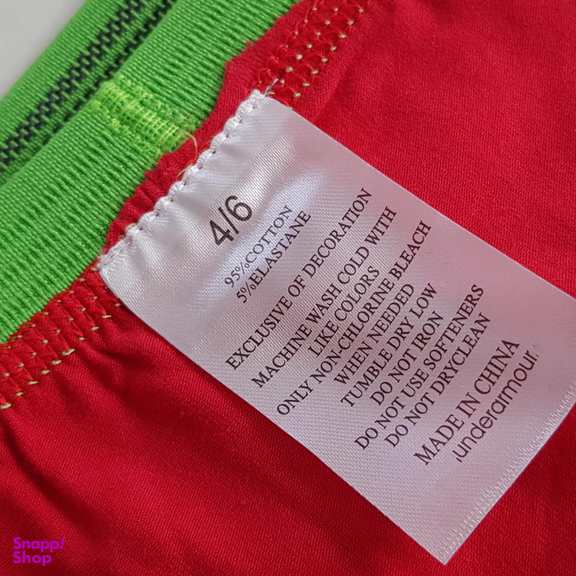 4/6
95%COTTON
5%ELASTANE
EXCLUSIVE OF DECORATION
MACHINE WASH COLD WITH
LIKE COLORS
ONLY NON-CHLORINE BLEACH
WHEN NEEDED
TUMBLE DRY LOW
DO NOT IRON
DO NOT USE SOFTENERS
DO NOT DRYCLEAN
MADE IN CHINA
underarmour.
Snapp!
Shop